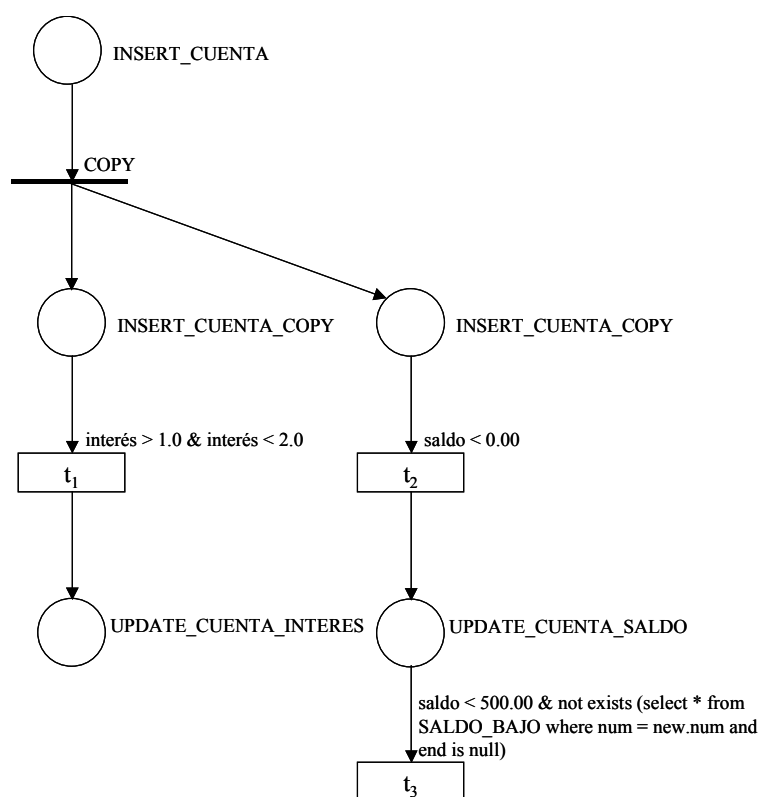 INSERT_CUENTA
COPY
INSERT_CUENTA_COPY
INSERT_CUENTA_COPY
interés > 1.0 & interés < 2.0
saldo < 0.00
t1
t2
UPDATE_CUENTA_INTERES
UPDATE_CUENTA_SALDO
saldo < 500.00 & not exists (select * from
SALDO_BAJO where num = new.num and
end is null)
t3